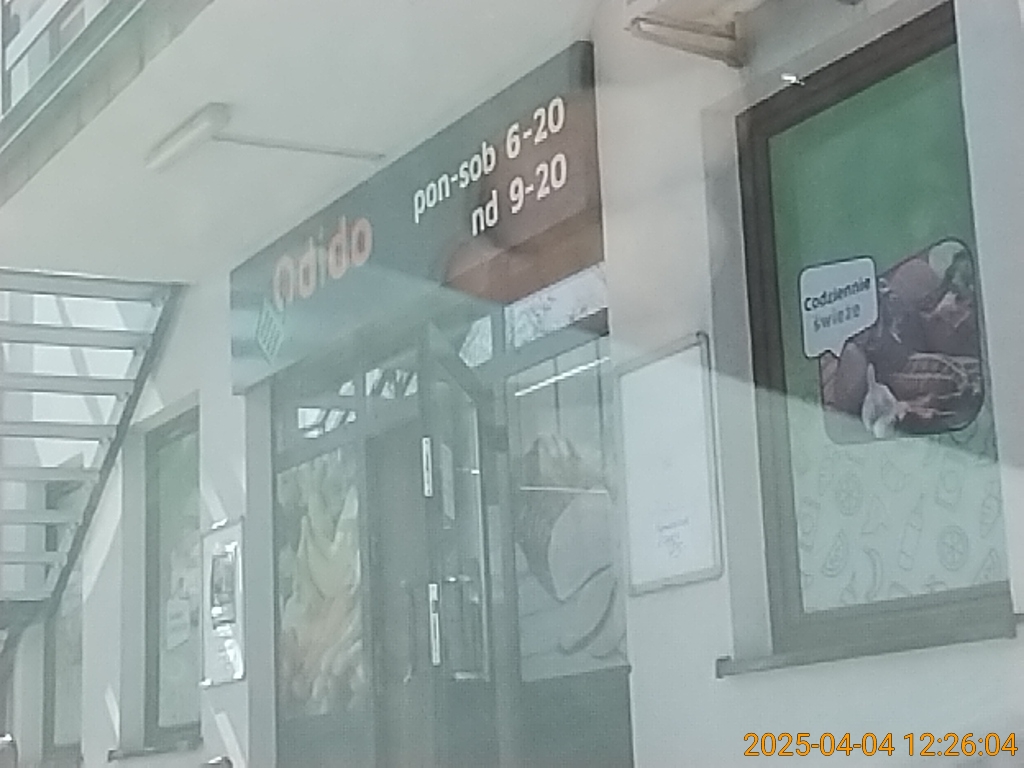 Odido
pon-sob 6-20
nd 9-20
Codziennie
świeże
2025-04-04 12:26:04